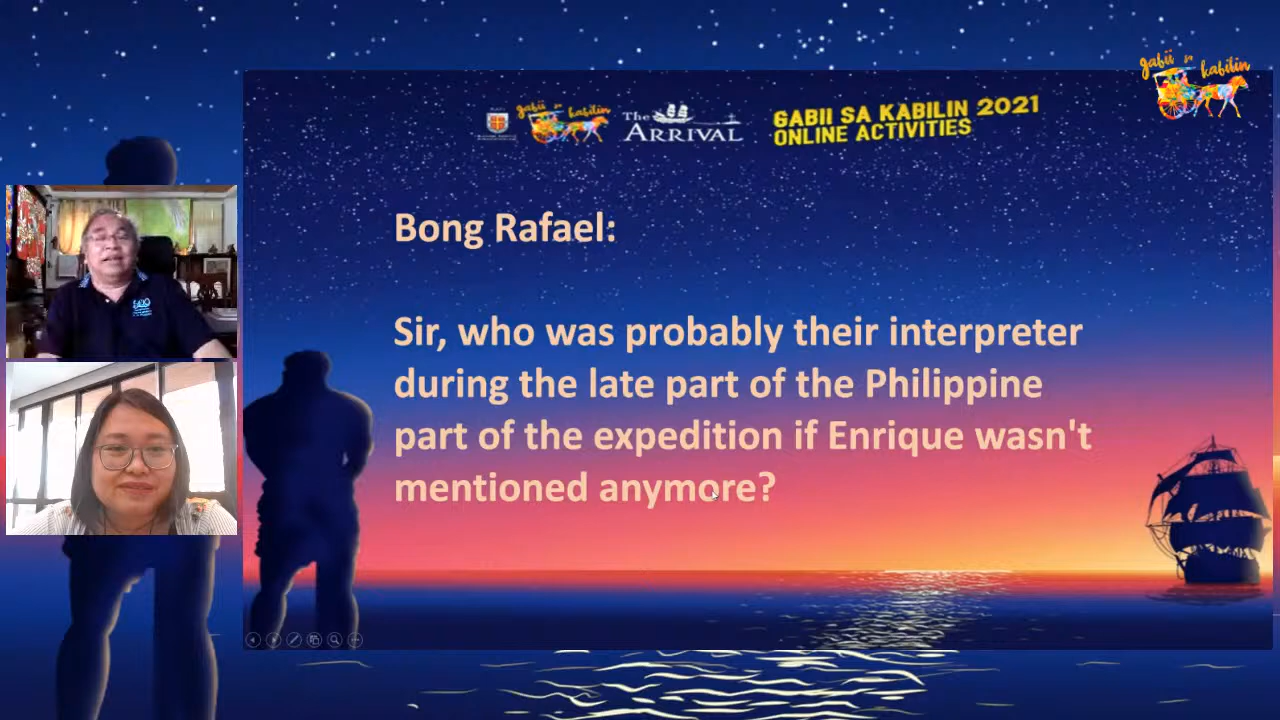 gabii sa kabilin
gabii sa kabilin
The
ARRIVAL
GABII SA KABILIN 2021
ONLINE ACTIVITIES
Bong Rafael:
Sir, who was probably their interpreter
during the late part of the Philippine
part of the expedition if Enrique wasn't
mentioned anymore?